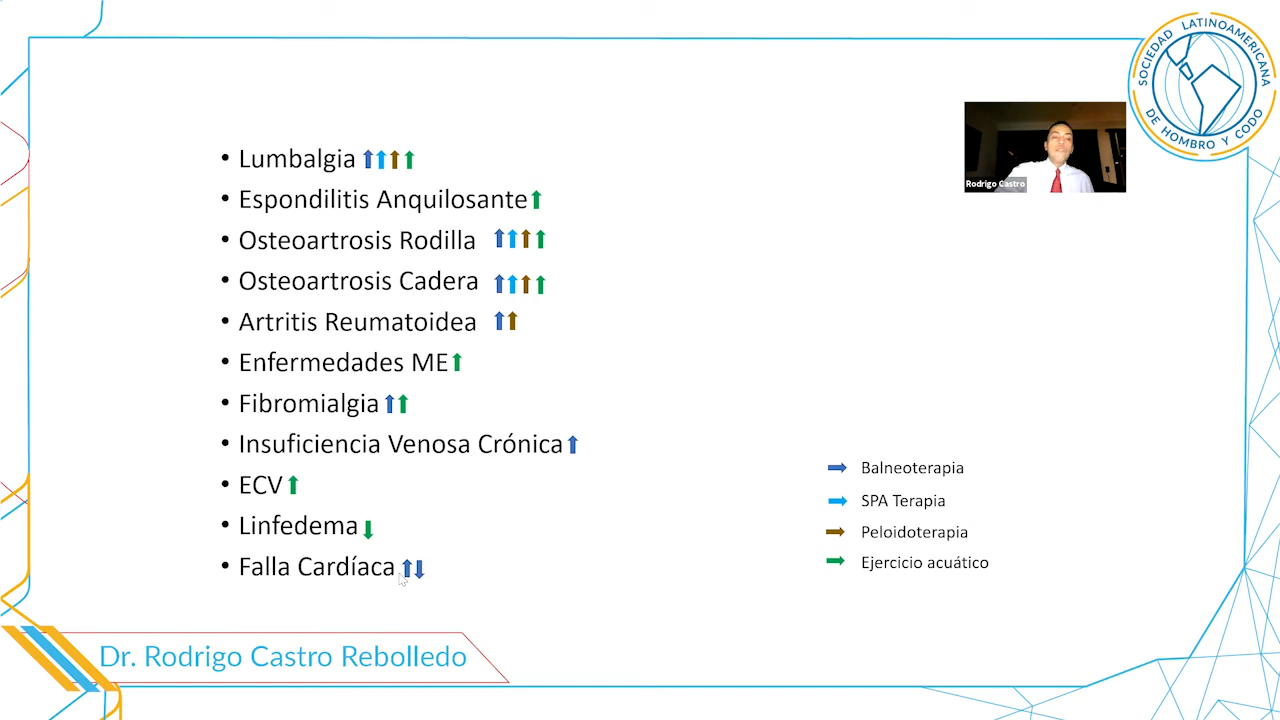 SOCIEDAD LATINOAMERICANA
DE HOMBRO Y CODO
Rodrigo Castro
• Lumbalgia
• Espondilitis Anquilosante
• Osteoartrosis Rodilla
• Osteoartrosis Cadera
• Artritis Reumatoidea
• Enfermedades ME
• Fibromialgia
• Insuficiencia Venosa Crónica
• ECV
• Linfedema
• Falla Cardíaca
Balneoterapia
SPA Terapia
Peloidoterapia
Ejercicio acuático
Dr. Rodrigo Castro Rebolledo